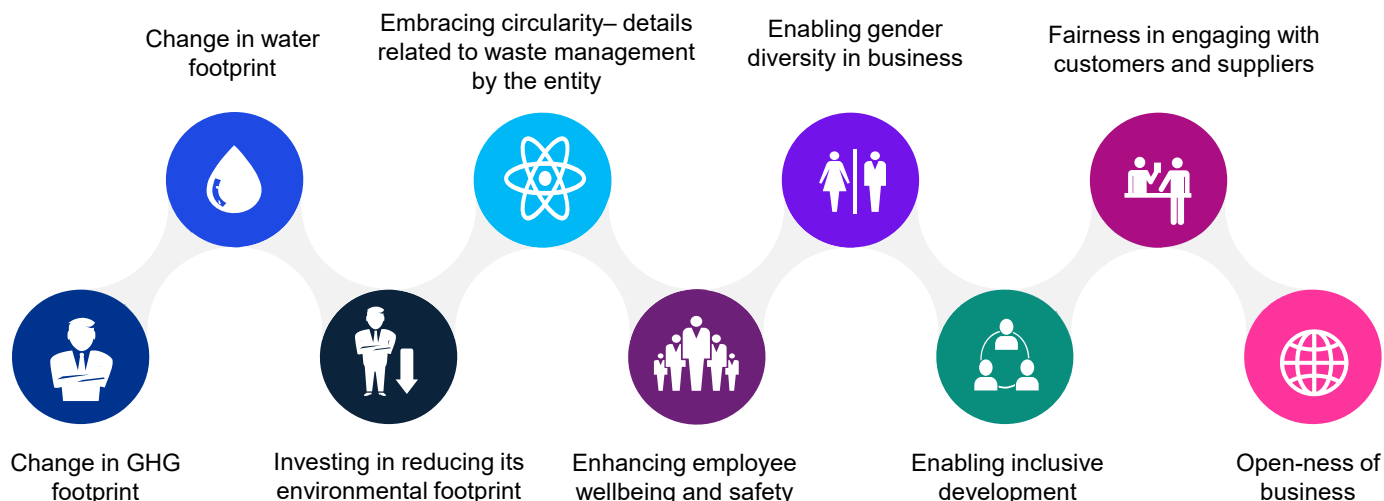 Change in water
footprint
Embracing circularity– details
related to waste management
by the entity
Enabling gender
diversity in business
Fairness in engaging with
customers and suppliers
Change in GHG
footprint
Investing in reducing its
environmental footprint
Enhancing employee
wellbeing and safety
Enabling inclusive
development
Open-ness of
business